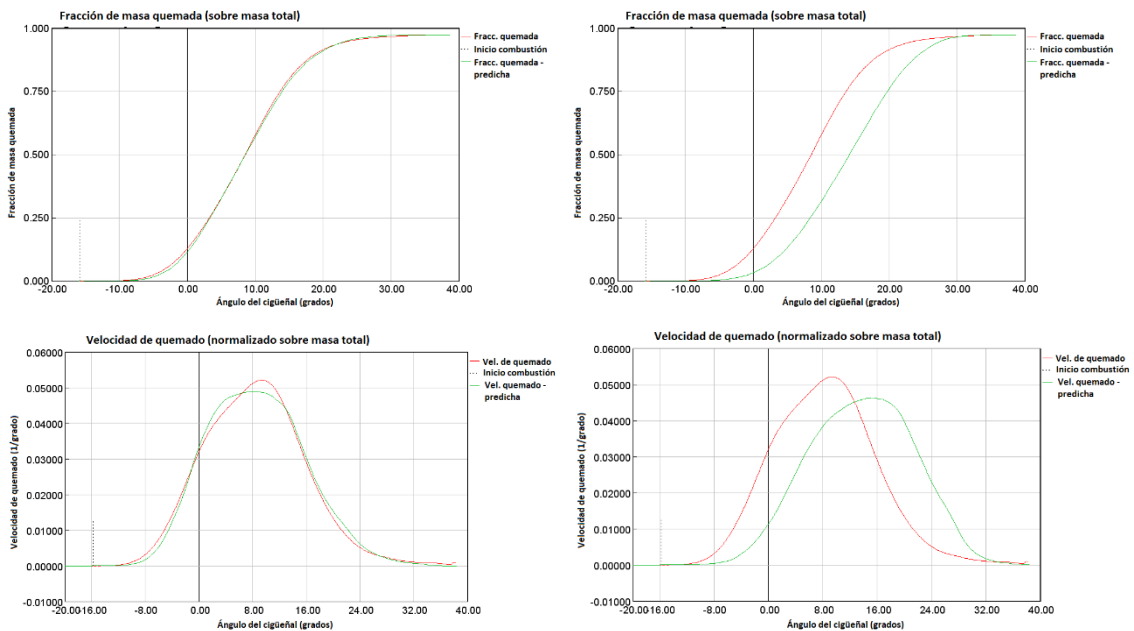 Fracción de masa quemada (sobre masa total)
1.000
0.750
0.500
0.250
0.000
Fracción de masa quemada
-20.00 -10.00 0.00 10.00 20.00 30.00 40.00
Ángulo del cigüeñal (grados)
Fracc. quemada
Inicio combustión
Fracc. quemada -
predicha
Fracción de masa quemada (sobre masa total)
1.000
0.750
0.500
0.250
0.000
Fracción de masa quemada
-20.00 -10.00 0.00 10.00 20.00 30.00 40.00
Ángulo del cigüeñal (grados)
Fracc. quemada
Inicio combustión
Fracc. quemada -
predicha
Velocidad de quemado (normalizado sobre masa total)
0.06000
0.05000
0.04000
0.03000
0.02000
0.01000
0.00000
-0.01000
Velocidad de quemado (1/grado)
-20.00 -16.00 -8.00 0.00 8.00 16.00 24.00 32.00 40.00
Ángulo del cigüeñal (grados)
Vel. de quemado
Inicio combustión
Vel. quemado -
predicha
Velocidad de quemado (normalizado sobre masa total)
0.06000
0.05000
0.04000
0.03000
0.02000
0.01000
0.00000
-0.01000
Velocidad de quemado (1/grado)
-20.00 -16.00 -8.00 0.00 8.00 16.00 24.00 32.00 40.00
Ángulo del cigüeñal (grados)
Vel. de quemado
Inicio combustión
Vel. quemado -
predicha